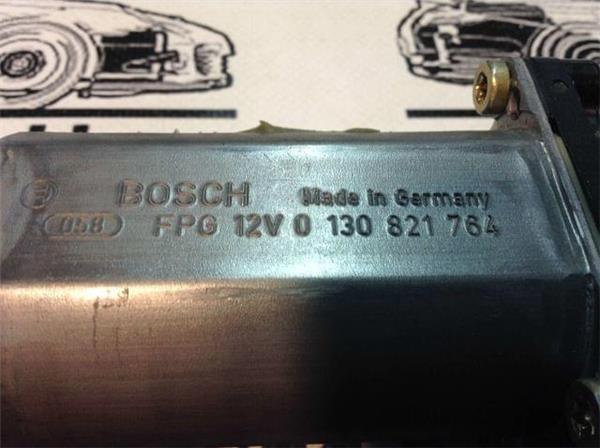 BOSCH Made in Germany
058 FPG 12V 0 130 821 764